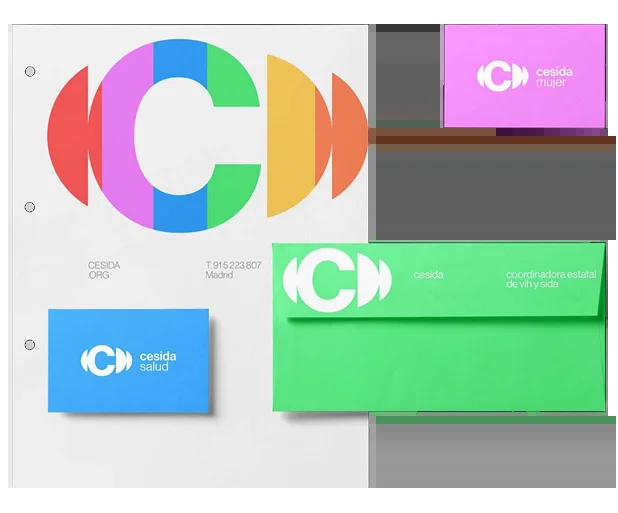 cesida
mujer
CESIDA
.ORG
T. 915 223 807
Madrid
cesida
coordinadora estatal
de vih y sida
cesida
salud